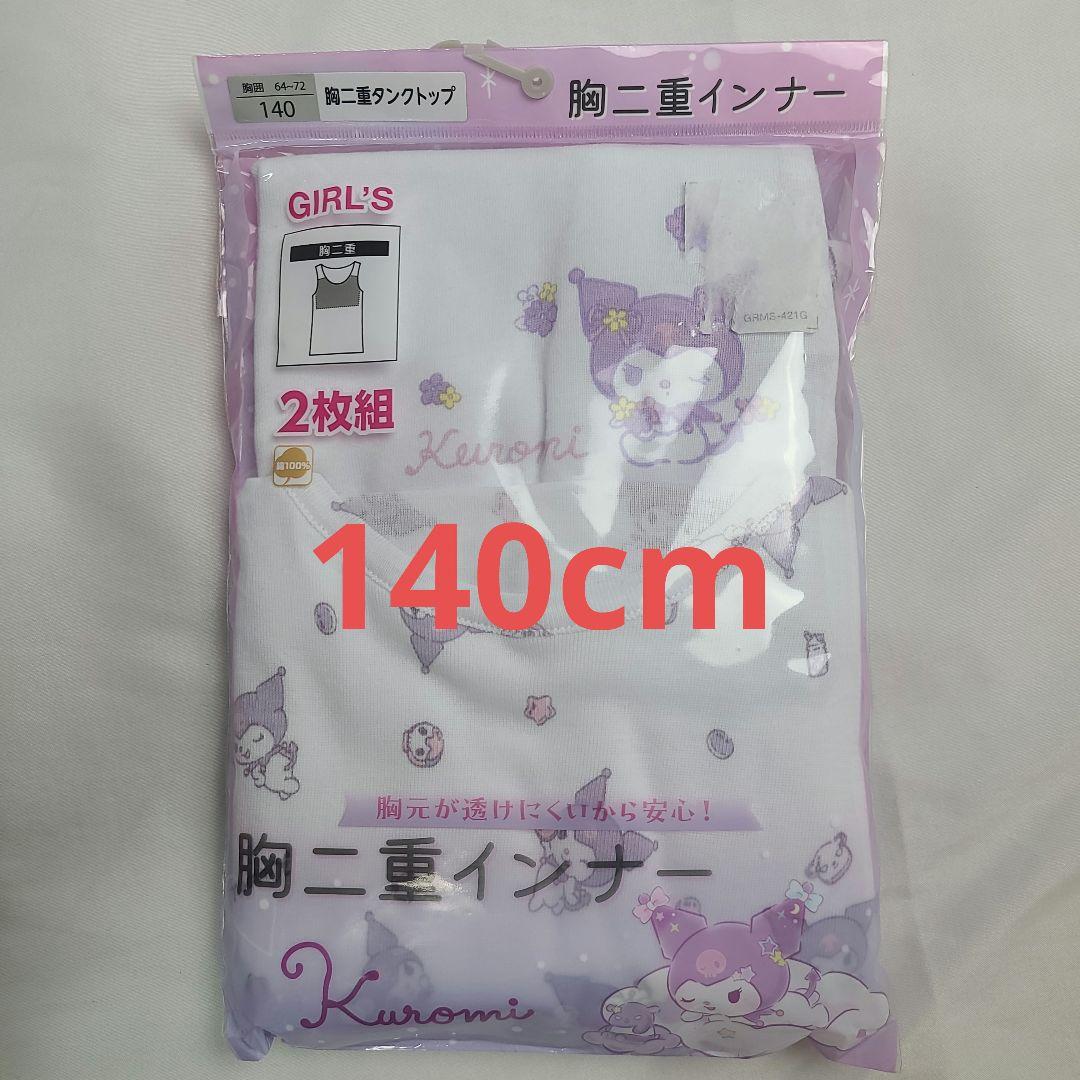 胸囲 64~72
140
胸二重タンクトップ
胸二重インナー
GIRL'S
胸二重
2枚組
綿100%
GRMS-421G
Kuromi
140cm
胸元が透けにくいから安心!
胸二重インナー
Kuromi